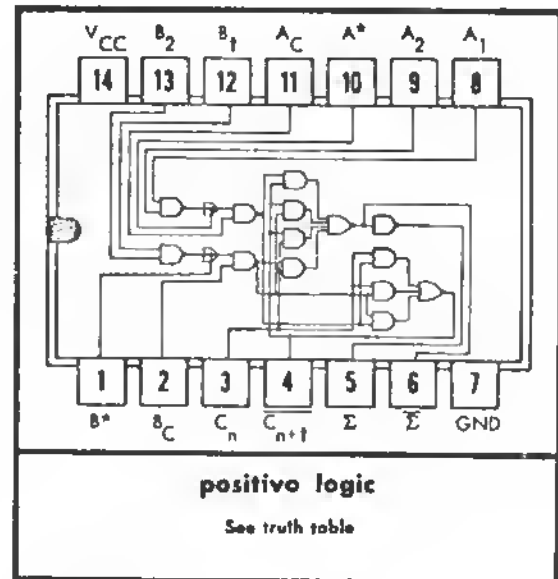 VCC B2 B1 AC A* A2 A1
14 13 12 11 10 9 8
1 2 3 4 5 6 7
B* BC Cn C̅n+1 Σ Σ̅ GND
positivo logic
See truth table